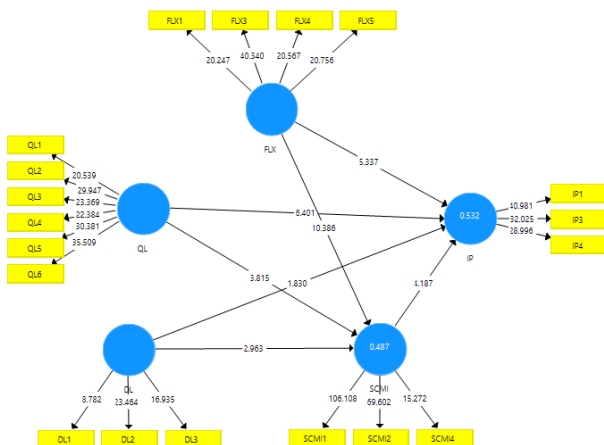 FLX1 FLX3 FLX4 FLX5
20.247 40.340 20.567 20.756
FLX
QL1
QL2
QL3
QL4
QL5
QL6
20.539
29.947
23.369
22.384
30.381
35.509
QL
5.337
6.401
10.386
3.815
1.830
2.963
4.187
0.532
IP
40.981
32.025
28.996
IP1
IP3
IP4
0.487
SCMI
DL
8.782 23.464 16.935
DL1 DL2 DL3
106.108 69.602 15.272
SCMI1 SCMI2 SCMI4